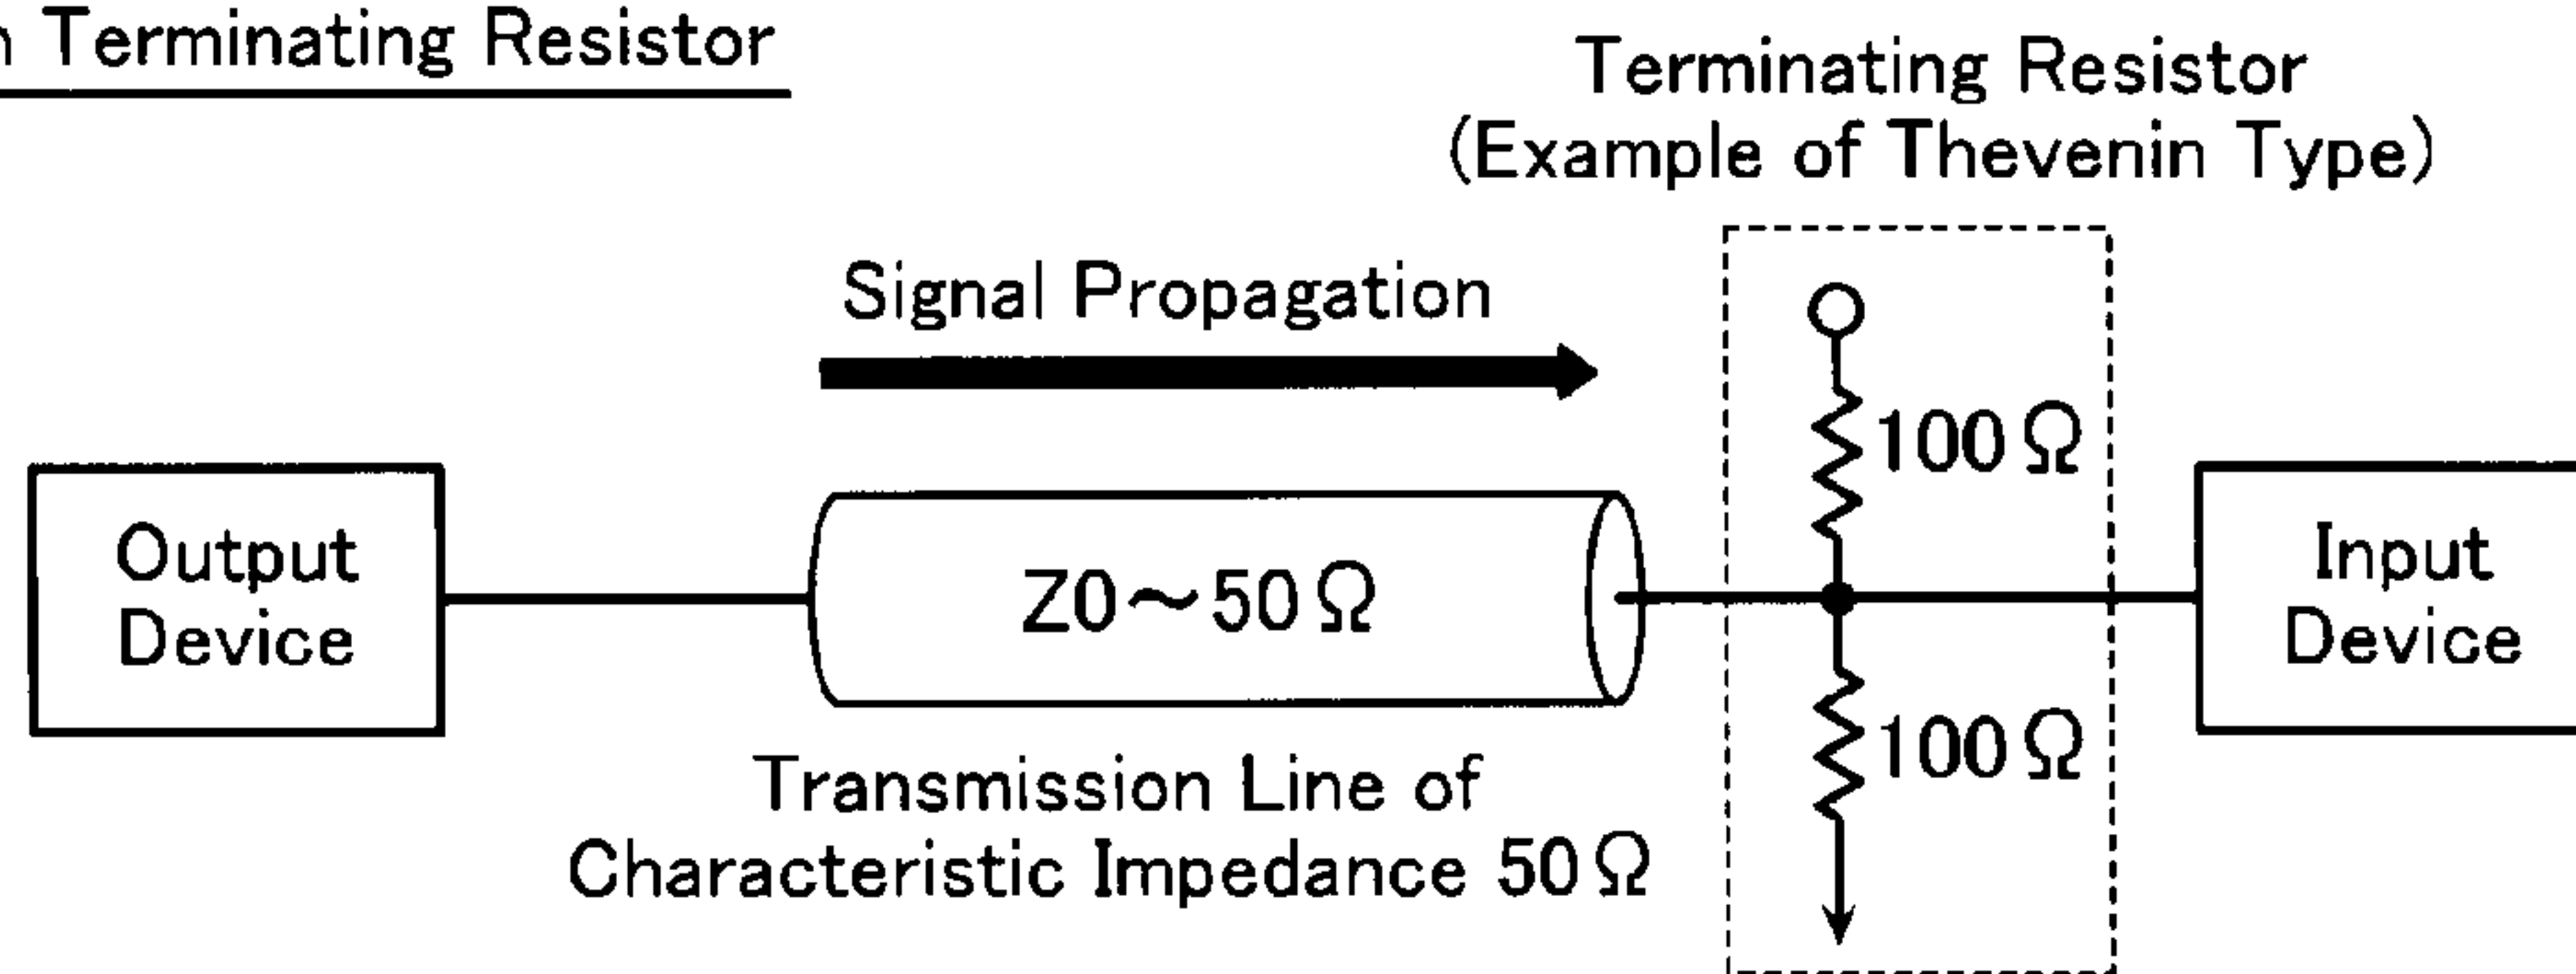 n Terminating Resistor
Terminating Resistor
(Example of Thevenin Type)
Signal Propagation
100Ω
Output
Device
Z0~50Ω
Input
Device
100Ω
Transmission Line of
Characteristic Impedance 50Ω